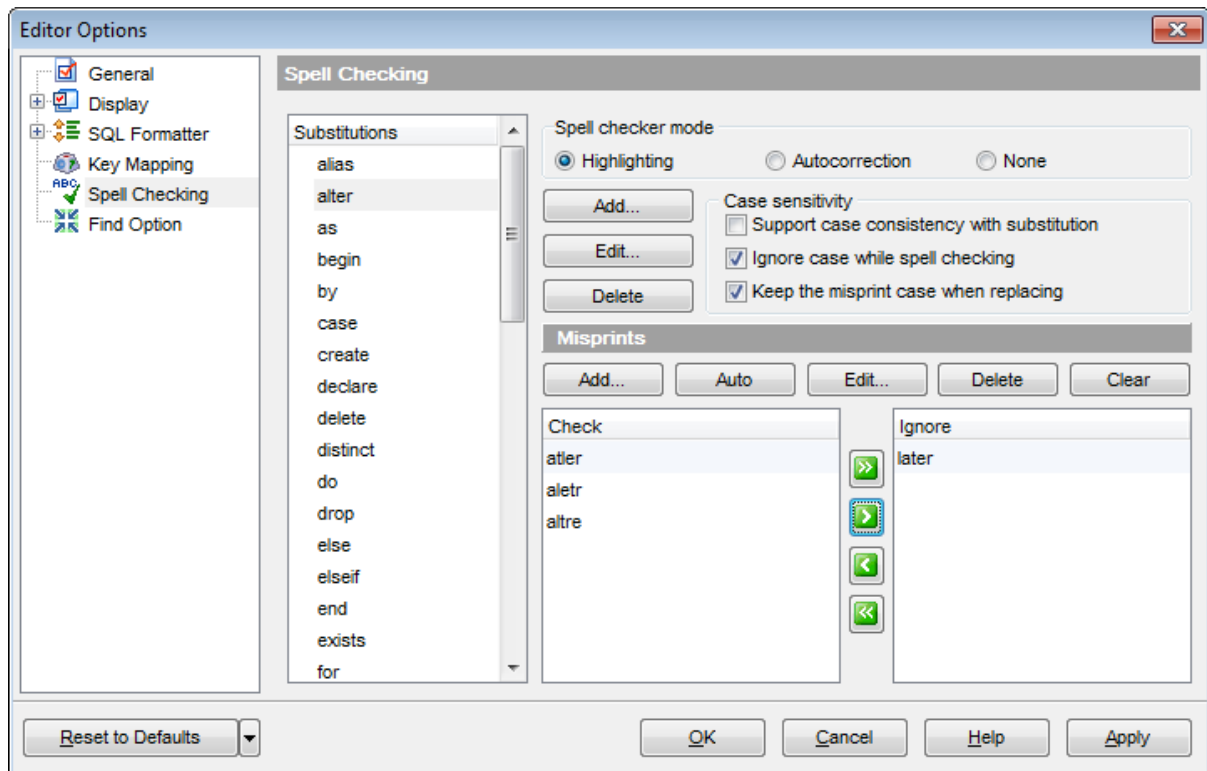 Editor Options
General
Display
SQL Formatter
Key Mapping
ABC
Spell Checking
Find Option
Spell Checking
Substitutions
alias
alter
as
begin
by
case
create
declare
delete
distinct
do
drop
else
elseif
end
exists
for
Spell checker mode
Highlighting Autocorrection None
Add...
Edit...
Delete
Case sensitivity
Support case consistency with substitution
Ignore case while spell checking
Keep the misprint case when replacing
Misprints
Add... Auto Edit... Delete Clear
Check
atler
aletr
altre
Ignore
later
Reset to Defaults OK Cancel Help Apply